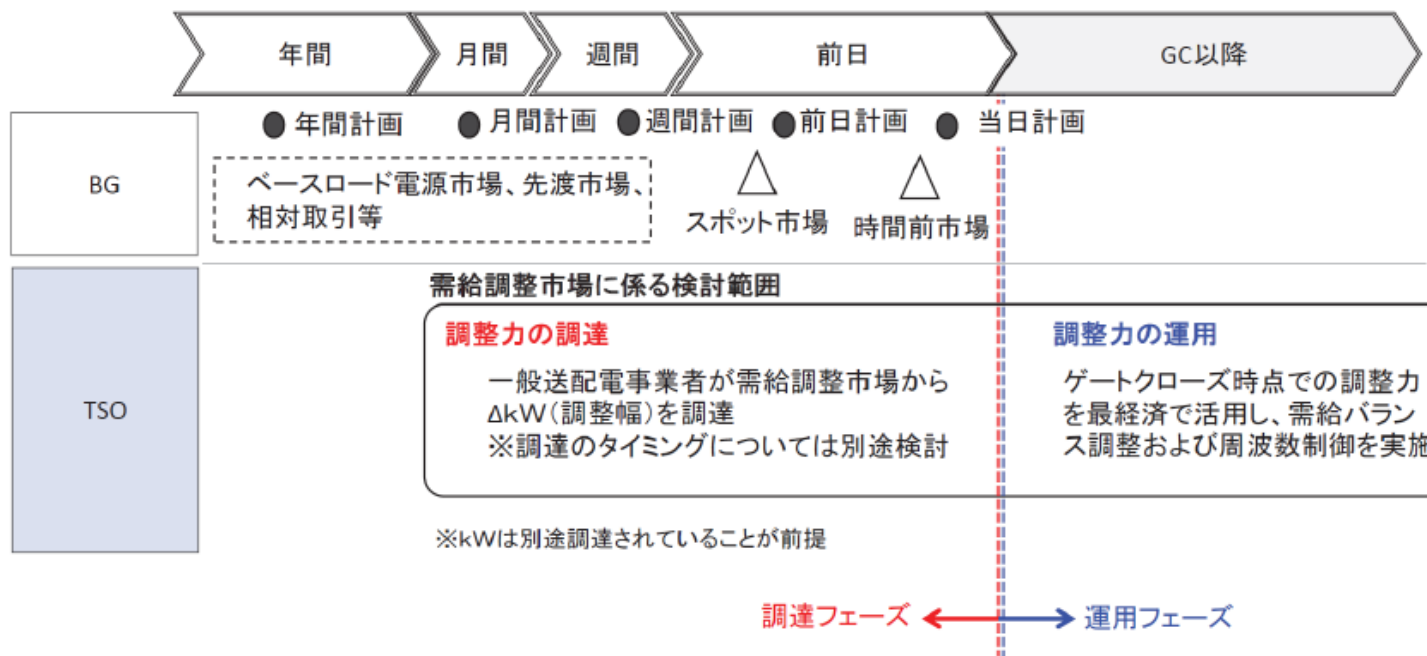 年間
月間
週間
前日
GC以降
● 年間計画
● 月間計画
● 週間計画
● 前日計画
● 当日計画
BG
ベースロード電源市場、先渡市場、
相対取引等
△
スポット市場
△
時間前市場
TSO
需給調整市場に係る検討範囲
調整力の調達
一般送配電事業者が需給調整市場から
ΔkW(調整幅)を調達
※調達のタイミングについては別途検討
調整力の運用
ゲートクローズ時点での調整力
を最経済で活用し、需給バラン
ス調整および周波数制御を実施
※kWは別途調達されていることが前提
調達フェーズ
運用フェーズ